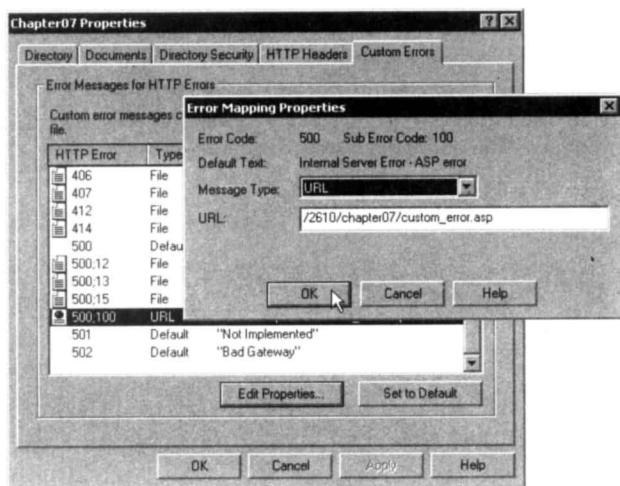 Chapter07 Properties
Directory Documents Directory Security HTTP Headers Custom Errors
Error Messages for HTTP Errors
Custom error messages c
file.
HTTP Error Type
406 File
407 File
412 File
414 File
500 Defau
500;12 File
500;13 File
500;15 File
500;100 URL
501 Default "Not Implemented"
502 Default "Bad Gateway"
Edit Properties... Set to Default
OK Cancel Apply Help
Error Mapping Properties
Error Code: 500 Sub Error Code: 100
Default Text: Internal Server Error - ASP error
Message Type: URL
URL: /2610/chapter07/custom_error.asp
OK Cancel Help